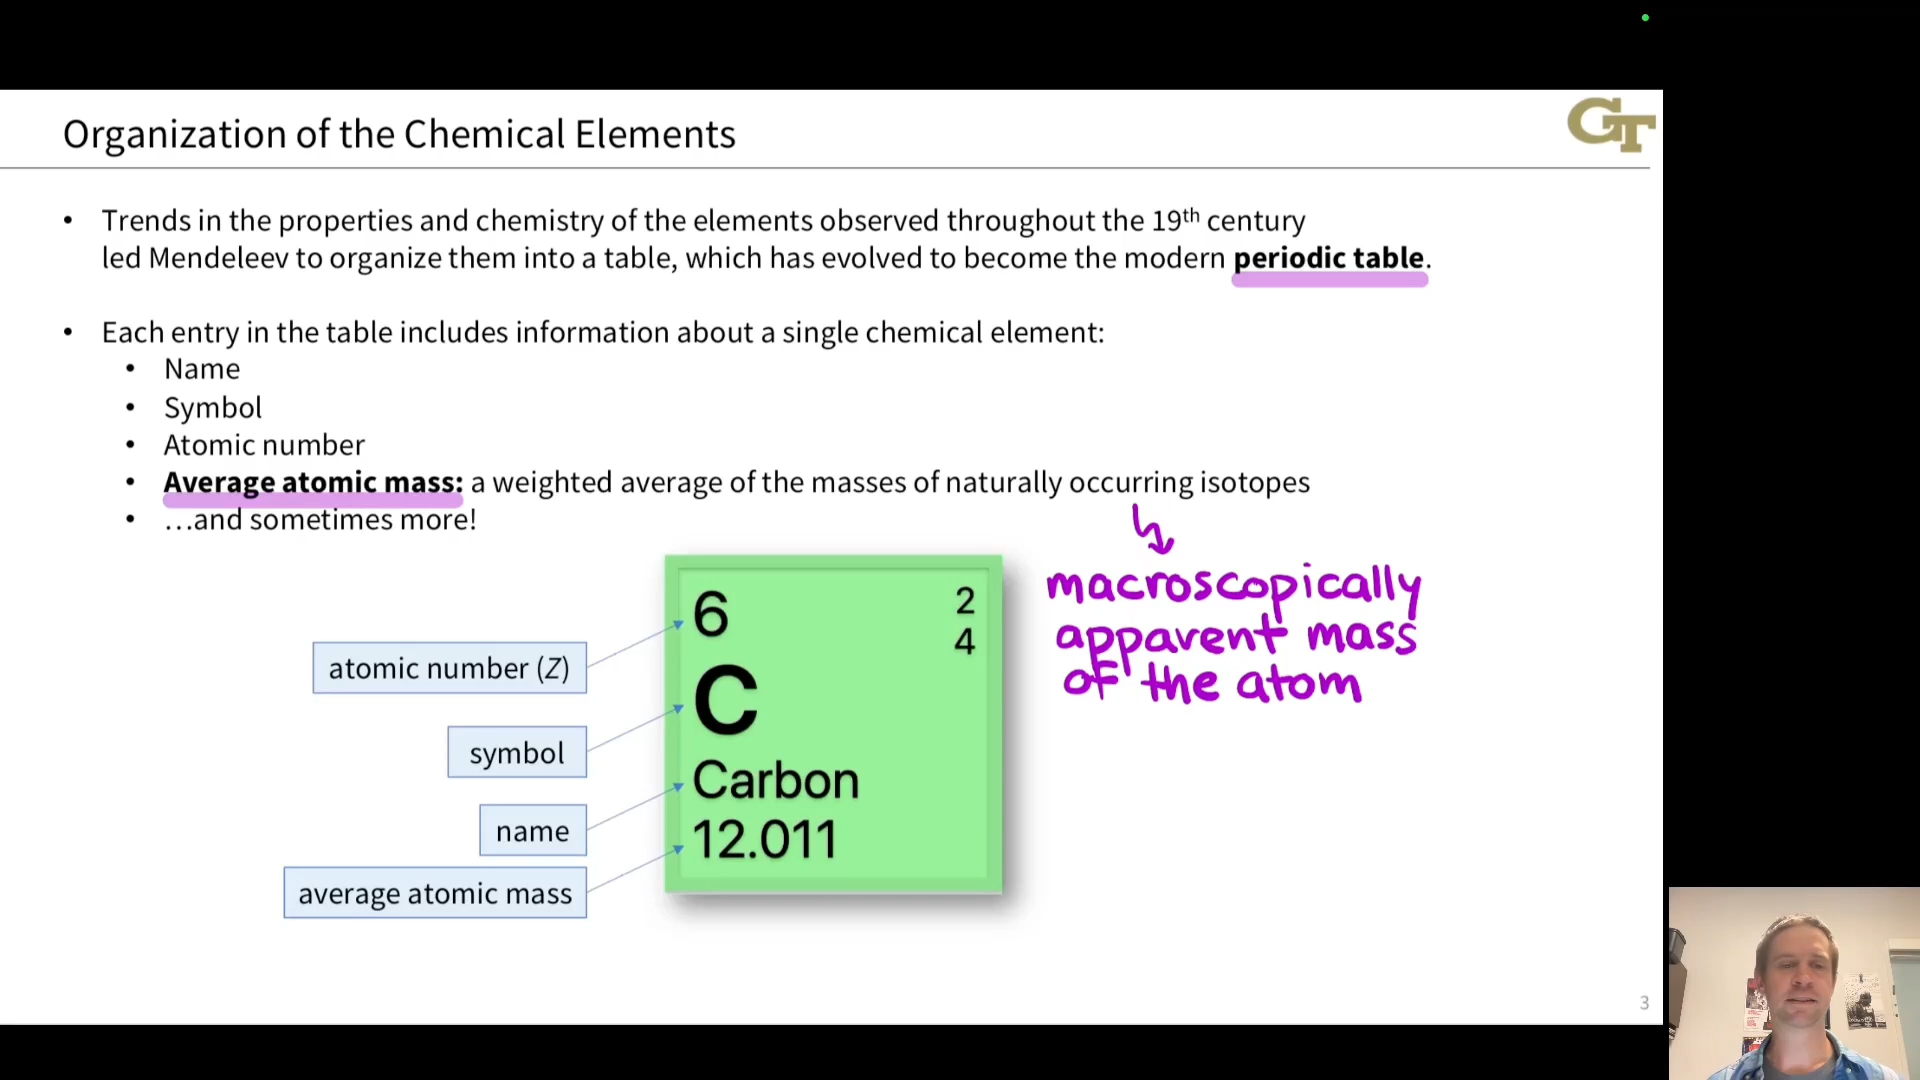 Organization of the Chemical Elements
GT
• Trends in the properties and chemistry of the elements observed throughout the 19th century
led Mendeleev to organize them into a table, which has evolved to become the modern periodic table.
• Each entry in the table includes information about a single chemical element:
• Name
• Symbol
• Atomic number
• Average atomic mass: a weighted average of the masses of naturally occurring isotopes
• …and sometimes more!
macroscopically
apparent mass
of the atom
atomic number (Z)
symbol
name
average atomic mass
6
2
4
C
Carbon
12.011
3